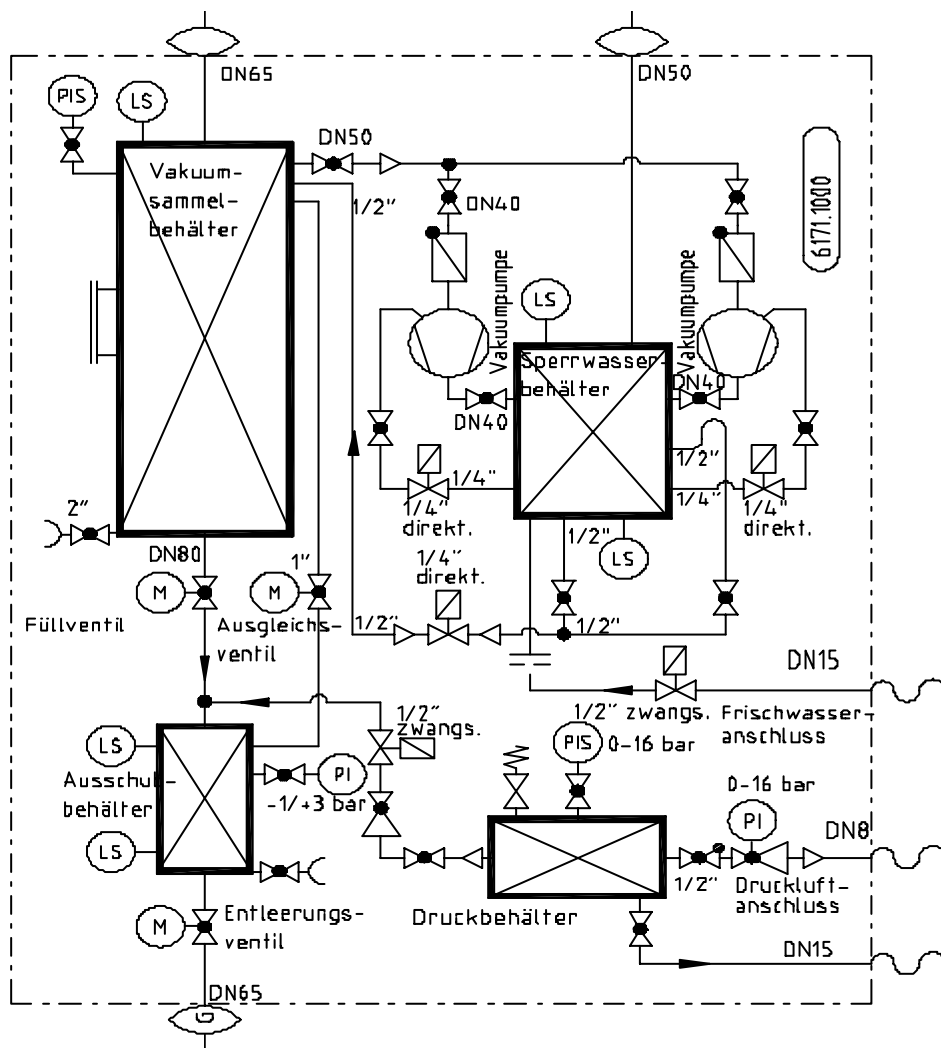 DN65
DN50
PIS
LS
DN50
Vakuum-
sammel-
behälter
1/2"
DN40
6171.1000
Vakuumpumpe
Vakuumpumpe
LS
Sperrwasser-
behälter
DN40
DN40
1/2"
1/4"
1/4"
1/4"
direkt.
1/4"
direkt.
2"
DN80
1"
1/4"
direkt.
1/2"
LS
M
M
Füllventil
Ausgleichs-
ventil
1/2"
1/2"
DN15
1/2"
zwangs.
1/2" zwangs.
Frischwasser-
anschluss
LS
PIS
0-16 bar
Ausschub-
behälter
PI
-1/+3 bar
0-16 bar
PI
DN8
LS
1/2"
Druckluft-
anschluss
M
Entleerungs-
ventil
Druckbehälter
DN15
DN65
G